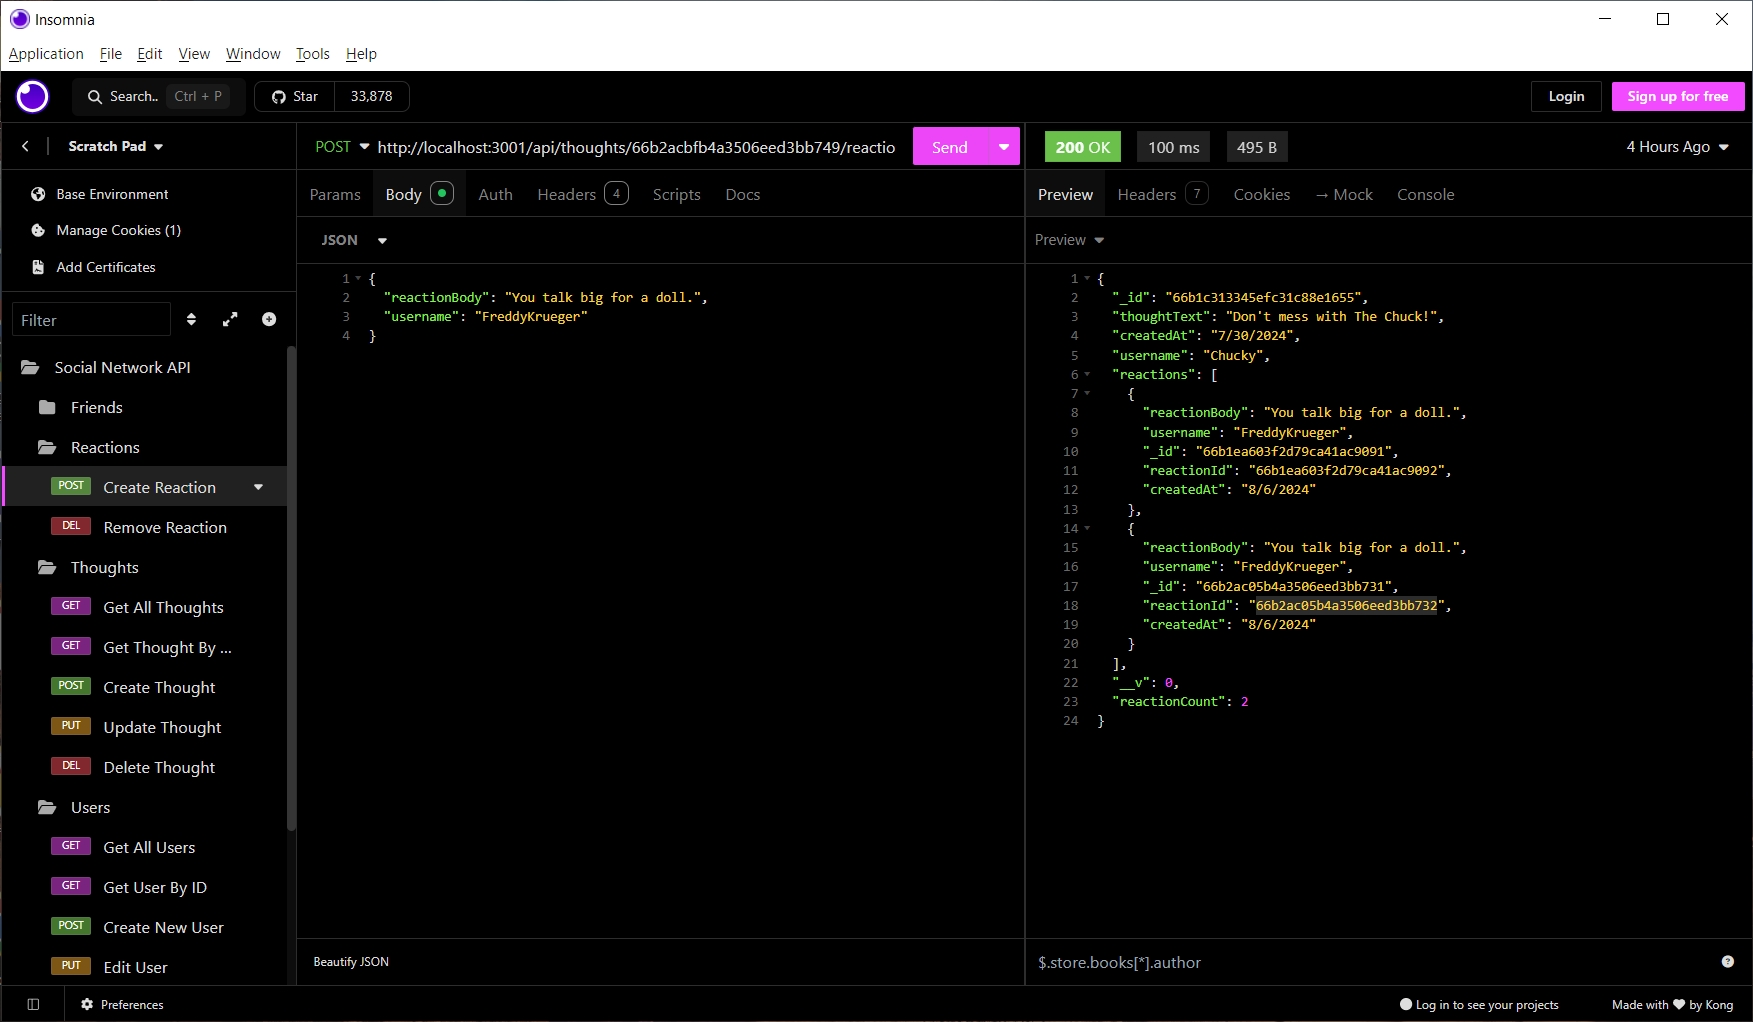 Insomnia
Application File Edit View Window Tools Help
Search.. Ctrl + P Star 33,878 Login Sign up for free
Scratch Pad
Base Environment
Manage Cookies (1)
Add Certificates
Filter
Social Network API
Friends
Reactions
POST Create Reaction
DEL Remove Reaction
Thoughts
GET Get All Thoughts
GET Get Thought By ...
POST Create Thought
PUT Update Thought
DEL Delete Thought
Users
GET Get All Users
GET Get User By ID
POST Create New User
PUT Edit User
POST http://localhost:3001/api/thoughts/66b2acbfb4a3506eed3bb749/reactio Send
Params Body Auth Headers 4 Scripts Docs
JSON
1 {
2 "reactionBody": "You talk big for a doll.",
3 "username": "FreddyKrueger"
4 }
Beautify JSON
200 OK 100 ms 495 B 4 Hours Ago
Preview Headers 7 Cookies → Mock Console
Preview
1 {
2 "_id": "66b1c313345efc31c88e1655",
3 "thoughtText": "Don't mess with The Chuck!",
4 "createdAt": "7/30/2024",
5 "username": "Chucky",
6 "reactions": [
7 {
8 "reactionBody": "You talk big for a doll.",
9 "username": "FreddyKrueger",
10 "_id": "66b1ea603f2d79ca41ac9091",
11 "reactionId": "66b1ea603f2d79ca41ac9092",
12 "createdAt": "8/6/2024"
13 },
14 {
15 "reactionBody": "You talk big for a doll.",
16 "username": "FreddyKrueger",
17 "_id": "66b2ac05b4a3506eed3bb731",
18 "reactionId": "66b2ac05b4a3506eed3bb732",
19 "createdAt": "8/6/2024"
20 }
21 ],
22 "__v": 0,
23 "reactionCount": 2
24 }
$.store.books[*].author ?
Preferences Log in to see your projects Made with ♥ by Kong